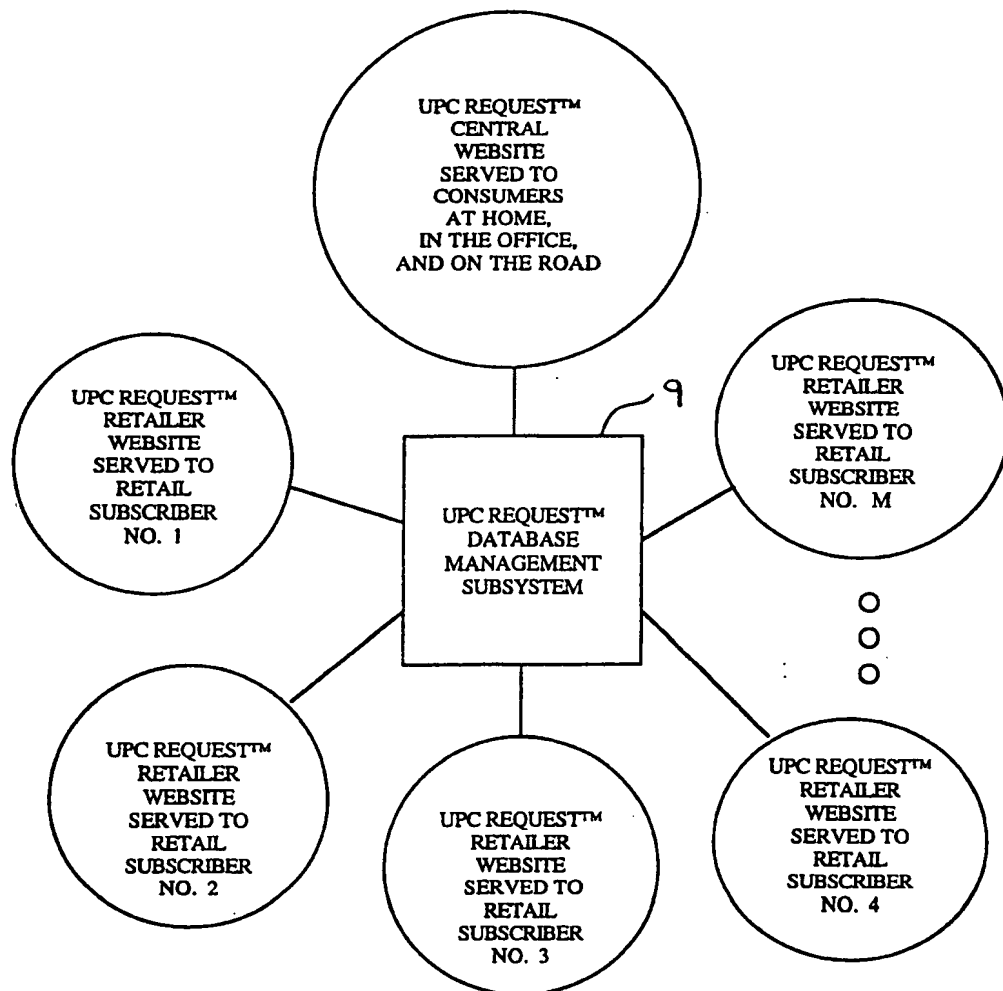 UPC REQUEST™
CENTRAL
WEBSITE
SERVED TO
CONSUMERS
AT HOME,
IN THE OFFICE,
AND ON THE ROAD
9
UPC REQUEST™
RETAILER
WEBSITE
SERVED TO
RETAIL
SUBSCRIBER
NO. 1
UPC REQUEST™
DATABASE
MANAGEMENT
SUBSYSTEM
UPC REQUEST™
RETAILER
WEBSITE
SERVED TO
RETAIL
SUBSCRIBER
NO. M
UPC REQUEST™
RETAILER
WEBSITE
SERVED TO
RETAIL
SUBSCRIBER
NO. 2
UPC REQUEST™
RETAILER
WEBSITE
SERVED TO
RETAIL
SUBSCRIBER
NO. 3
UPC REQUEST™
RETAILER
WEBSITE
SERVED TO
RETAIL
SUBSCRIBER
NO. 4